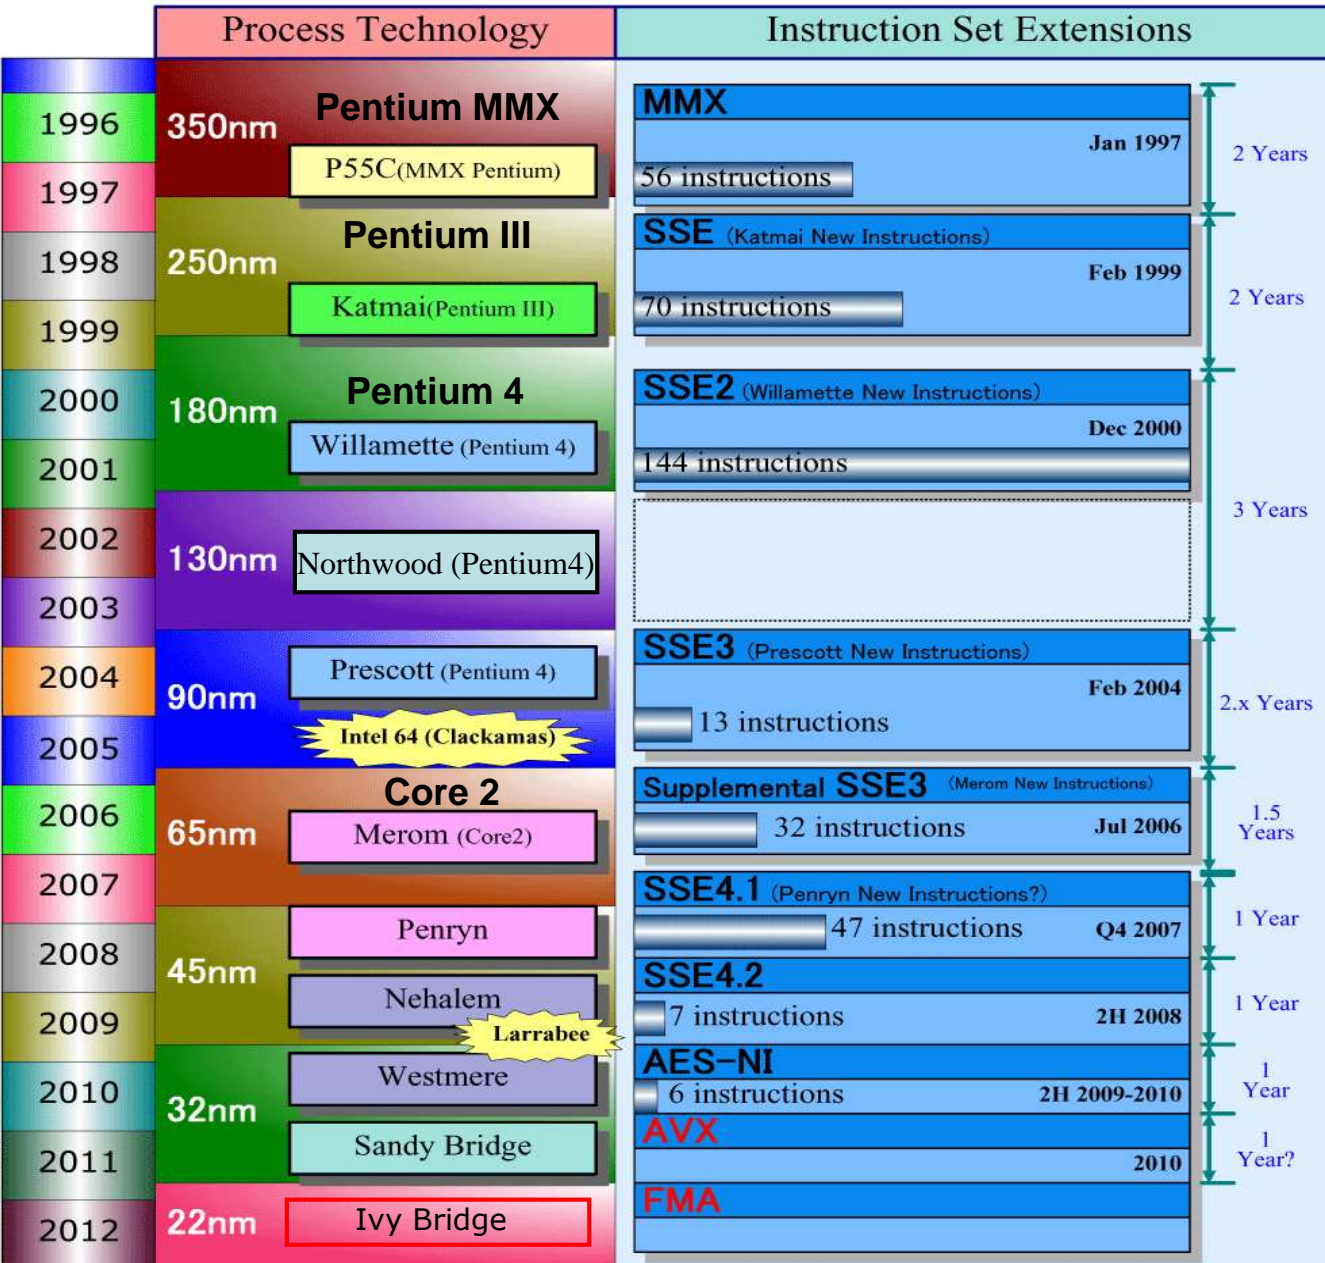 Process Technology
Instruction Set Extensions
1996
1997
1998
1999
2000
2001
2002
2003
2004
2005
2006
2007
2008
2009
2010
2011
2012
350nm
Pentium MMX
P55C(MMX Pentium)
250nm
Pentium III
Katmai(Pentium III)
180nm
Pentium 4
Willamette (Pentium 4)
130nm
Northwood (Pentium4)
90nm
Prescott (Pentium 4)
Intel 64 (Clackamas)
65nm
Core 2
Merom (Core2)
45nm
Penryn
Nehalem
Larrabee
32nm
Westmere
Sandy Bridge
22nm
Ivy Bridge
MMX
Jan 1997
56 instructions
2 Years
SSE (Katmai New Instructions)
Feb 1999
70 instructions
2 Years
SSE2 (Willamette New Instructions)
Dec 2000
144 instructions
3 Years
SSE3 (Prescott New Instructions)
Feb 2004
13 instructions
2.x Years
Supplemental SSE3 (Merom New Instructions)
32 instructions
Jul 2006
1.5
Years
SSE4.1 (Penryn New Instructions?)
47 instructions
Q4 2007
1 Year
SSE4.2
7 instructions
2H 2008
1 Year
AES-NI
6 instructions
2H 2009-2010
1
Year
AVX
2010
1
Year?
FMA